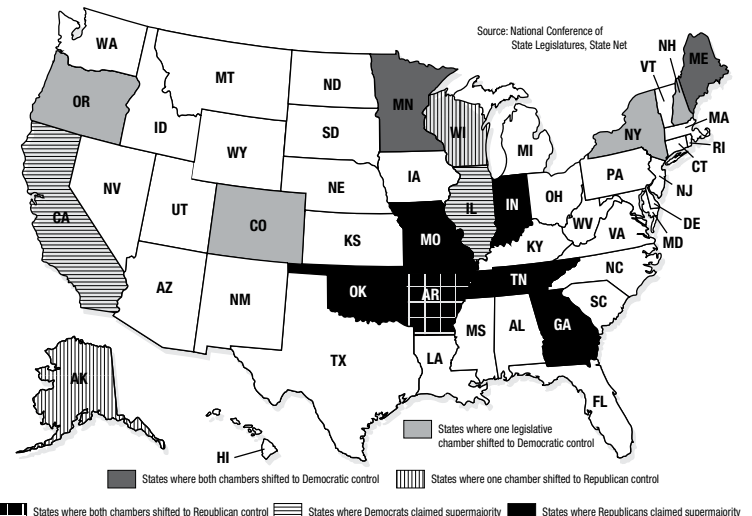 Source: National Conference of
State Legislatures, State Net
WA
MT
ND
MN
VT
NH
ME
OR
ID
SD
WI
MI
NY
MA
RI
CT
WY
IA
PA
NJ
NV
NE
IL
IN
OH
DE
MD
CA
UT
CO
KS
MO
KY
WV
VA
AZ
NM
OK
AR
TN
NC
SC
MS
AL
GA
TX
LA
FL
AK
HI
States where one legislative
chamber shifted to Democratic control
States where both chambers shifted to Democratic control
States where one chamber shifted to Republican control
States where both chambers shifted to Republican control
States where Democrats claimed supermajority
States where Republicans claimed supermajority